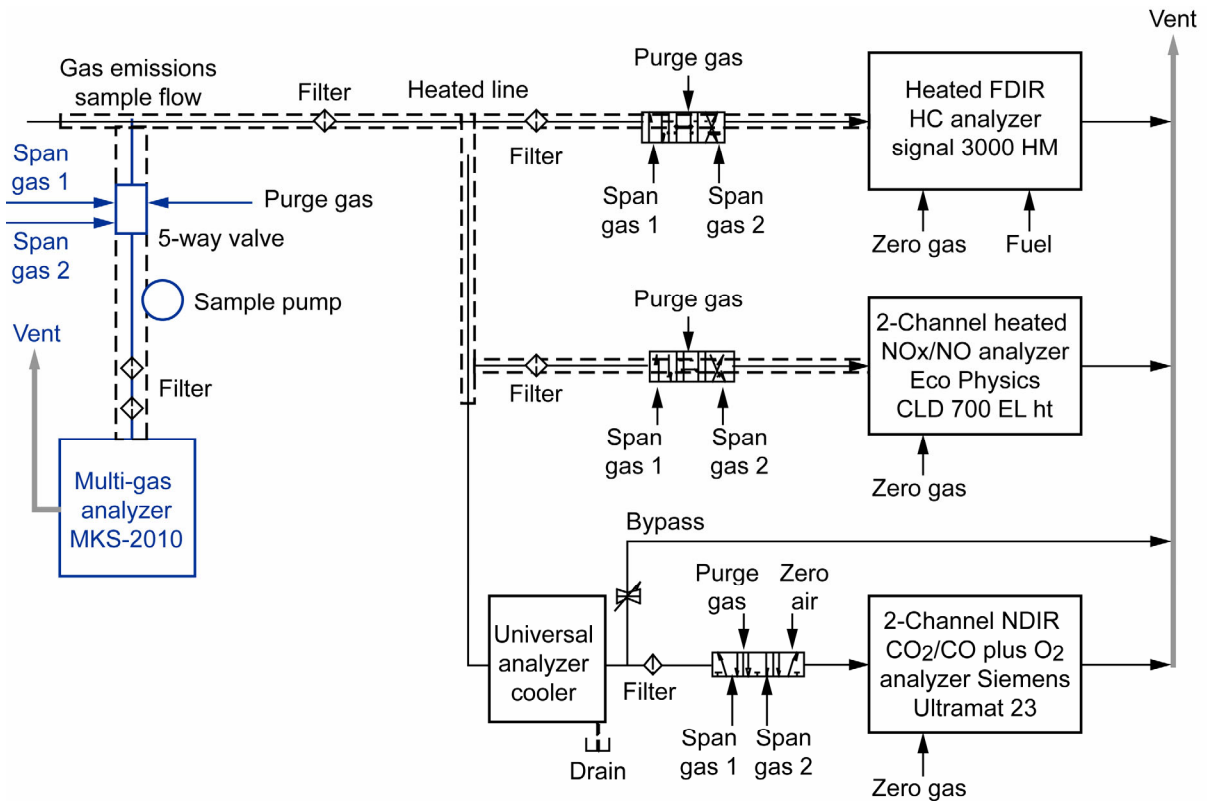 Vent
Gas emissions
sample flow
Filter
Heated line
Filter
Purge gas
Span
gas 1
Span
gas 2
Heated FDIR
HC analyzer
signal 3000 HM
Zero gas
Fuel
Span
gas 1
Span
gas 2
Purge gas
5-way valve
Sample pump
Vent
Filter
Multi-gas
analyzer
MKS-2010
Purge gas
Filter
Span
gas 1
Span
gas 2
2-Channel heated
NOx/NO analyzer
Eco Physics
CLD 700 EL ht
Zero gas
Bypass
Universal
analyzer
cooler
Drain
Filter
Purge
gas
Zero
air
Span
gas 1
Span
gas 2
2-Channel NDIR
CO2/CO plus O2
analyzer Siemens
Ultramat 23
Zero gas